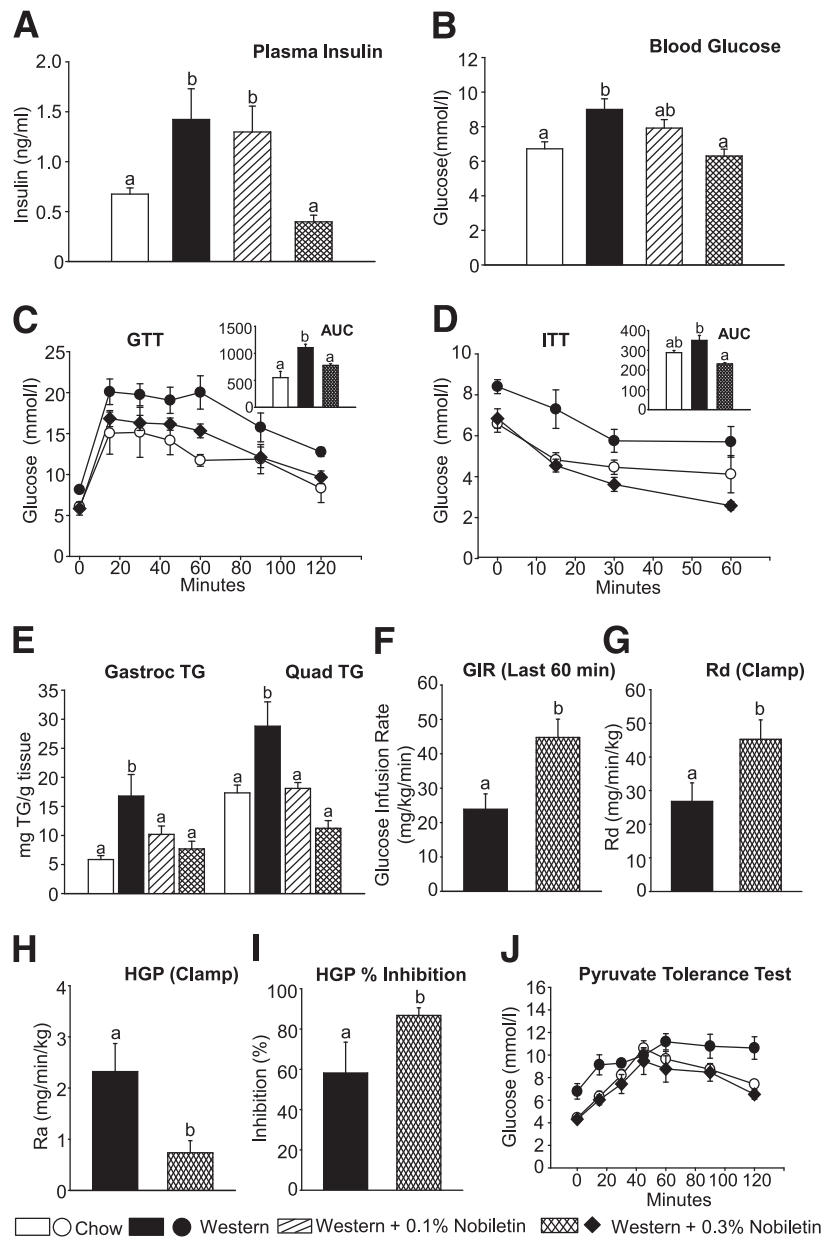 A
Plasma Insulin
2.0
1.5
1.0
0.5
0
Insulin (ng/ml)
a
b
b
a
B
Blood Glucose
12
10
8
6
4
2
0
Glucose(mmol/l)
a
b
ab
a
C
GTT
25
20
15
10
5
0
Glucose (mmol/l)
0 20 40 60 80 100 120
Minutes
AUC
1500
1000
500
0
a
b
a
D
ITT
10
8
6
4
2
0
Glucose (mmol/l)
0 10 20 30 40 50 60
Minutes
AUC
400
300
200
100
0
ab
b
a
E
Gastroc TG
Quad TG
35
30
25
20
15
10
5
0
mg TG/g tissue
a
b
a
a
a
b
a
a
F
GIR (Last 60 min)
60
50
40
30
20
10
0
Glucose Infusion Rate
(mg/kg/min)
a
b
G
Rd (Clamp)
60
50
40
30
20
10
0
Rd (mg/min/kg)
a
b
H
HGP (Clamp)
4
3
2
1
0
Ra (mg/min/kg)
a
b
I
HGP % Inhibition
100
80
60
40
20
0
Inhibition (%)
a
b
J
Pyruvate Tolerance Test
16
14
12
10
8
6
4
2
0
Glucose (mmol/l)
0 20 40 60 80 100 120
Minutes
Chow
Western
Western + 0.1% Nobiletin
Western + 0.3% Nobiletin